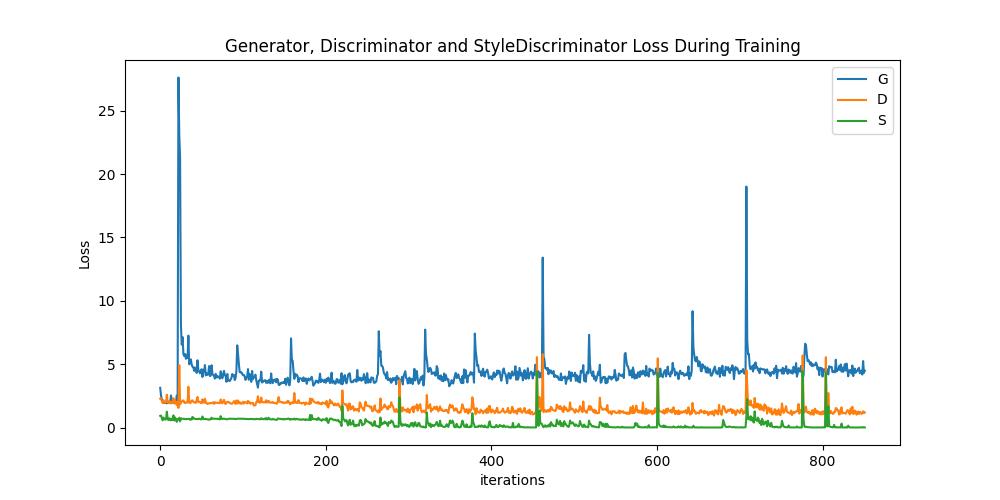 Generator, Discriminator and StyleDiscriminator Loss During Training
G
D
S
25
20
15
10
5
0
Loss
0 200 400 600 800
iterations